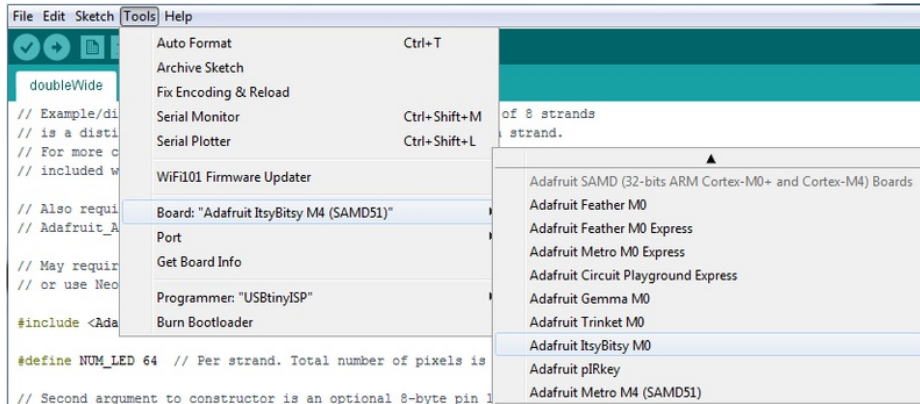 File Edit Sketch Tools Help
Auto Format Ctrl+T
Archive Sketch
Fix Encoding & Reload
Serial Monitor Ctrl+Shift+M
Serial Plotter Ctrl+Shift+L
WiFi101 Firmware Updater
Board: "Adafruit ItsyBitsy M4 (SAMD51)"
Port
Get Board Info
Programmer: "USBtinyISP"
Burn Bootloader
Adafruit SAMD (32-bits ARM Cortex-M0+ and Cortex-M4) Boards
Adafruit Feather M0
Adafruit Feather M0 Express
Adafruit Metro M0 Express
Adafruit Circuit Playground Express
Adafruit Gemma M0
Adafruit Trinket M0
Adafruit ItsyBitsy M0
Adafruit pIRkey
Adafruit Metro M4 (SAMD51)
doubleWide
// Example/di of 8 strands
// is a disti strand.
// For more c
// included w
// Also requi
// Adafruit_A
// May requir
// or use Neo
#include <Ada
#define NUM_LED 64 // Per strand. Total number of pixels is
// Second argument to constructor is an optional 8-byte pin l